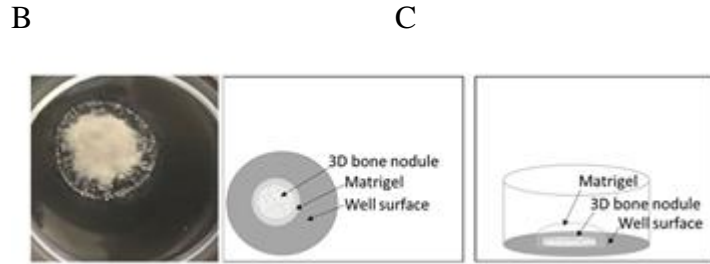 B
C
3D bone nodule
Matrigel
Well surface
Matrigel
3D bone nodule
Well surface